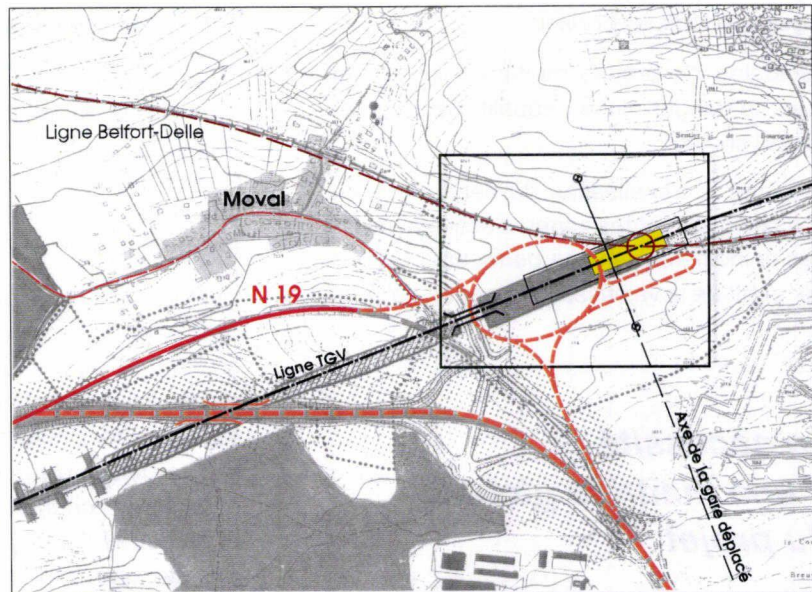 Ligne Belfort-Delle
Moval
N 19
Ligne TGV
Axe de la gare déplacé